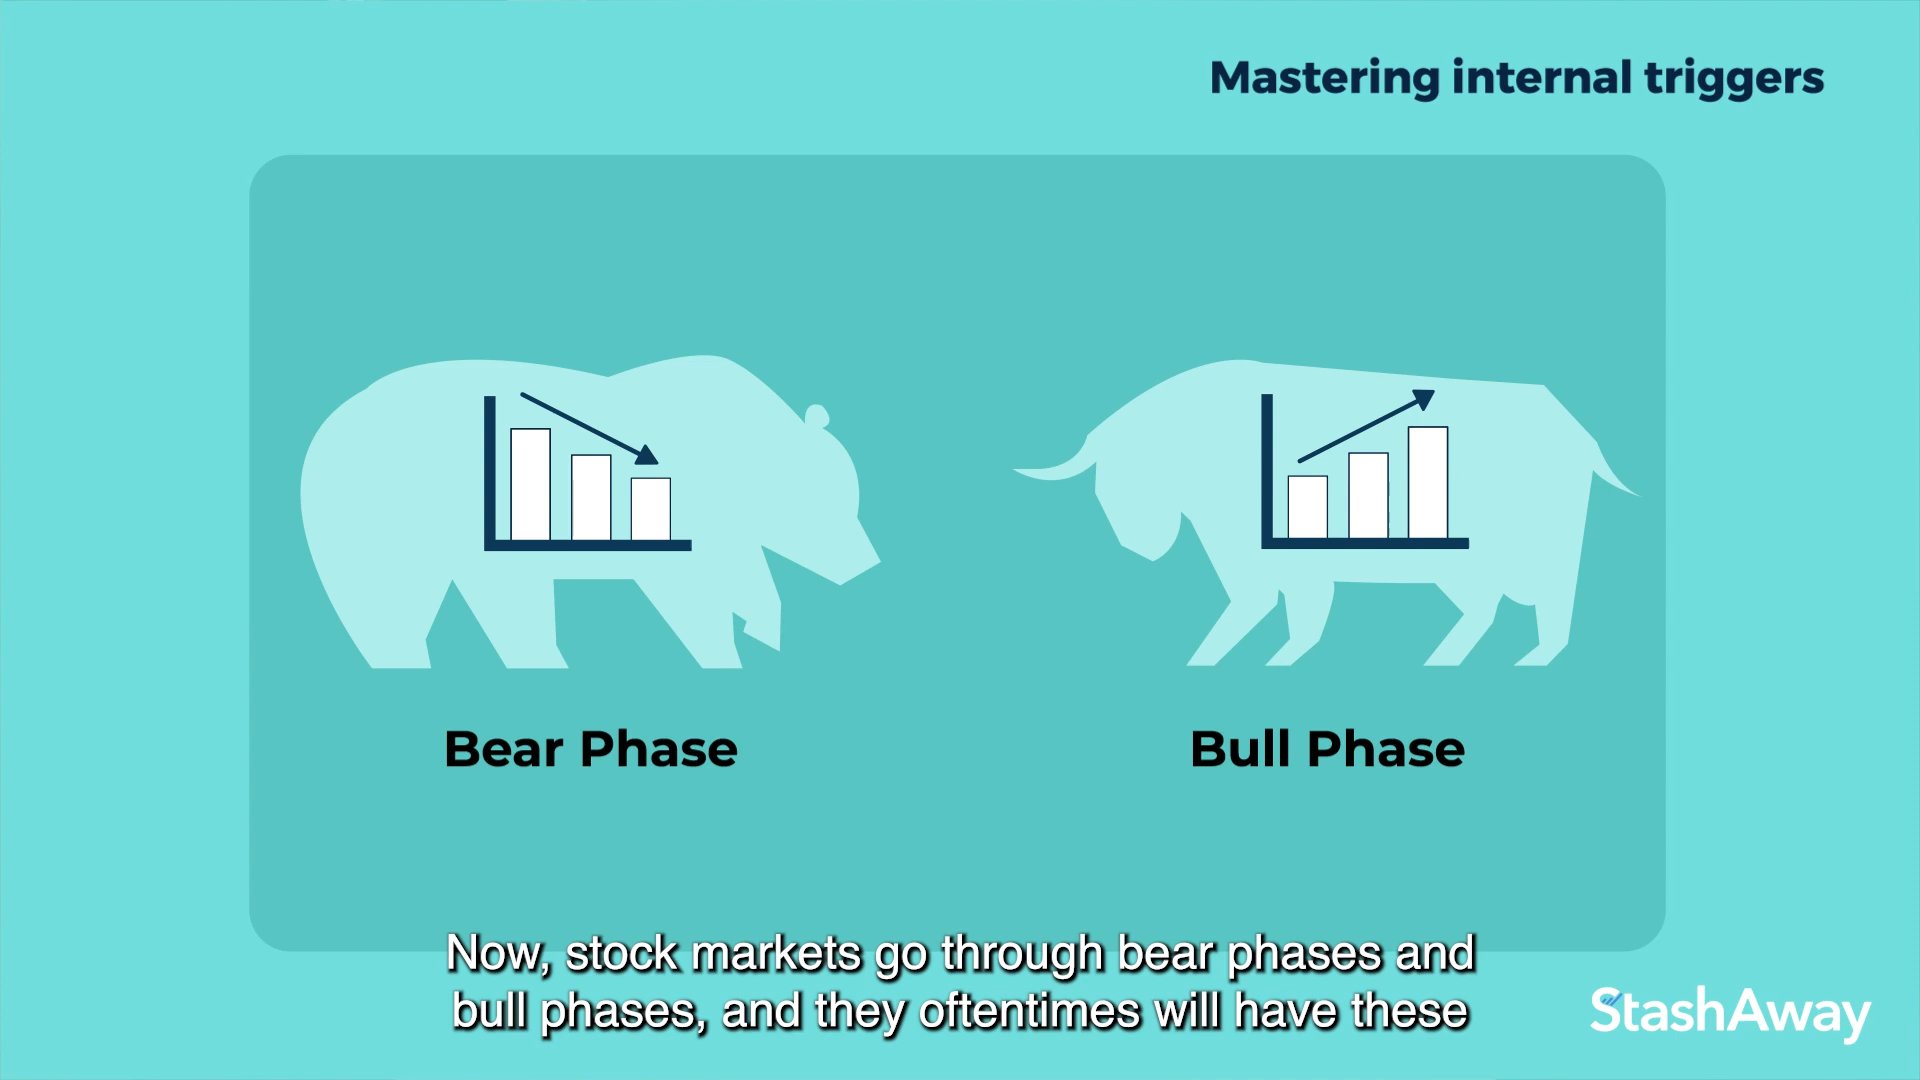 Mastering internal triggers
Bear Phase
Bull Phase
Now, stock markets go through bear phases and
bull phases, and they oftentimes will have these
StashAway